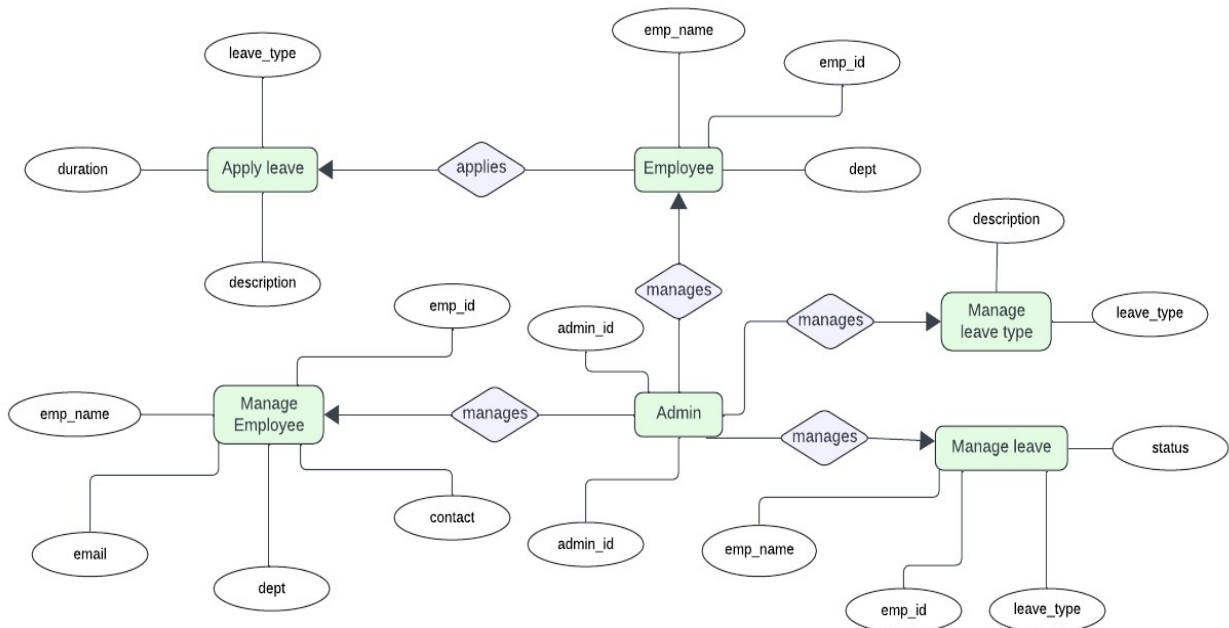 emp_name
leave_type
emp_id
duration
Apply leave
applies
Employee
dept
description
description
manages
emp_id
admin_id
manages
Manage
leave type
leave_type
emp_name
Manage
Employee
manages
Admin
manages
Manage leave
status
email
contact
admin_id
emp_name
dept
emp_id
leave_type